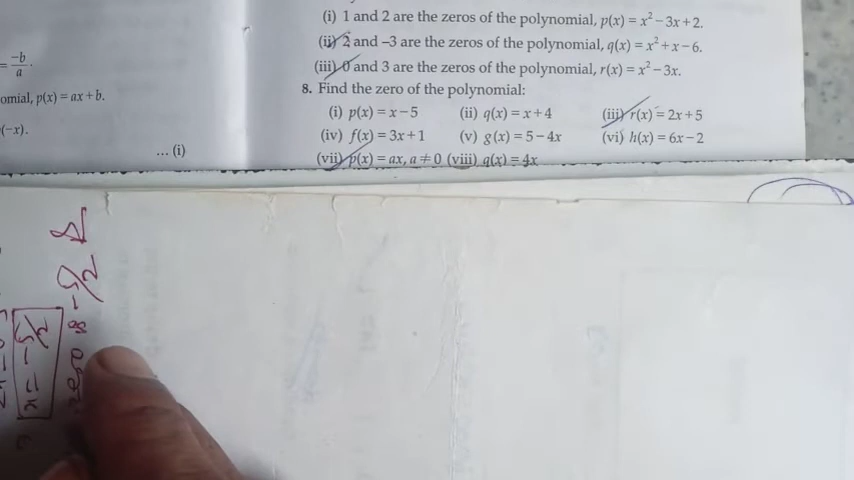 = -b/a.
omial, p(x) = ax + b.
(-x).
... (i)
(i) 1 and 2 are the zeros of the polynomial, p(x) = x² – 3x + 2.
(ii) 2 and –3 are the zeros of the polynomial, q(x) = x² + x – 6.
(iii) 0 and 3 are the zeros of the polynomial, r(x) = x² – 3x.
8. Find the zero of the polynomial:
(i) p(x) = x – 5 (ii) q(x) = x + 4 (iii) r(x) = 2x + 5
(iv) f(x) = 3x + 1 (v) g(x) = 5 – 4x (vi) h(x) = 6x – 2
(vii) p(x) = ax, a ≠ 0 (viii) q(x) = 4x